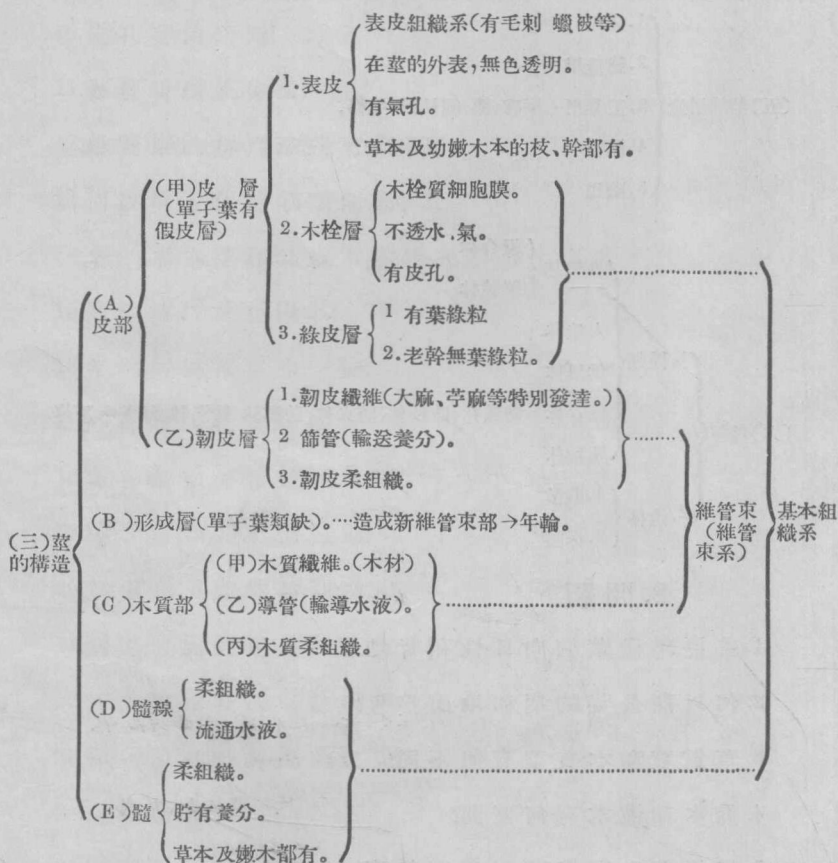 表皮組織系(有毛刺 蠟被等)
在莖的外表,無色透明。
1.表皮
有氣孔。
草本及幼嫩木本的枝、幹都有。
(甲)皮 層
(單子葉有
假皮層)
木栓質細胞膜。
2.木栓層
不透水、氣。
有皮孔。
(A)
皮部
3.綠皮層
1 有葉綠粒
2.老幹無葉綠粒。
1.韌皮纖維(大麻、苧麻等特別發達。)
(乙)韌皮層
2 篩管(輸送養分)。
3.韌皮柔組織。
(三)莖
的構造
(B)形成層(單子葉類缺)。…造成新維管束部→年輪。
維管束
(維管
束系)
基本組
織系
(甲)木質纖維。(木材)
(C)木質部
(乙)導管(輸導水液)。
(丙)木質柔組織。
(D)髓線
柔組織。
流通水液。
柔組織。
(E)髓
貯有養分。
草本及嫩木都有。